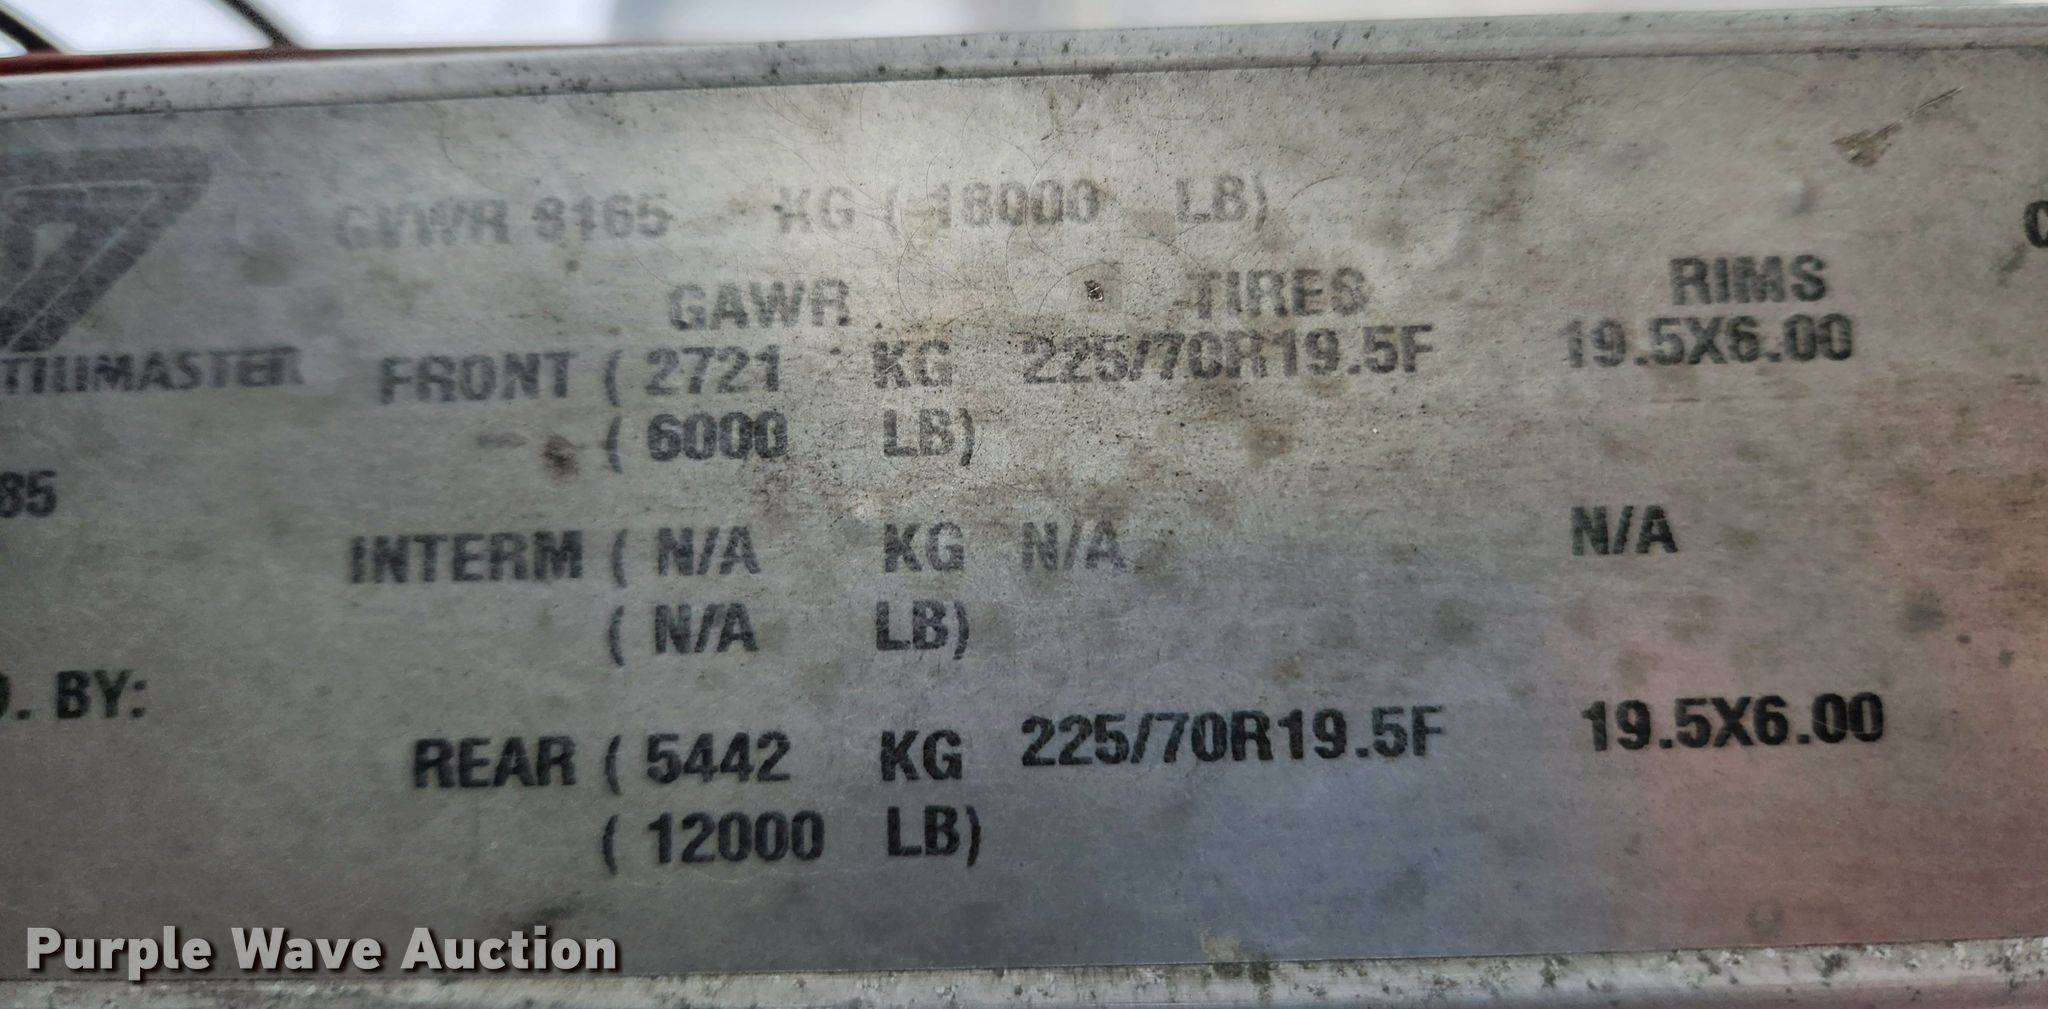 GVWR 8165 KG ( 18000 LB)
GAWR TIRES RIMS
FRONT ( 2721 KG 225/70R19.5F 19.5X6.00
( 6000 LB)
85
INTERM ( N/A KG N/A N/A
( N/A LB)
. BY:
REAR ( 5442 KG 225/70R19.5F 19.5X6.00
( 12000 LB)
Purple Wave Auction